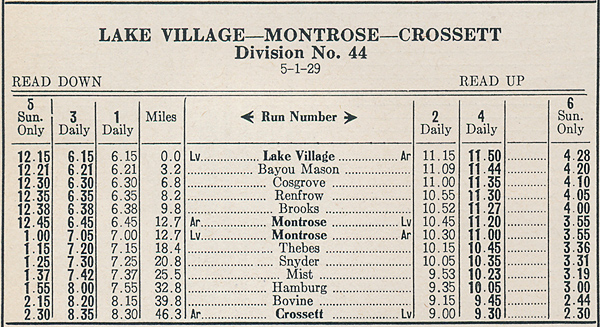 LAKE VILLAGE—MONTROSE—CROSSETT
Division No. 44
5-1-29
READ DOWN READ UP
5 3 1 Miles Run Number 2 4 6
Sun. Only Daily Daily Daily Daily Sun. Only
12.15 6.15 6.15 0.0 Lv Lake Village Ar 11.15 11.50 4.28
12.21 6.21 6.21 3.2 Bayou Mason 11.09 11.44 4.20
12.30 6.30 6.30 6.8 Cosgrove 11.00 11.35 4.10
12.35 6.35 6.35 8.2 Renfrow 10.55 11.30 4.05
12.38 6.38 6.38 9.8 Brooks 10.52 11.27 4.00
12.45 6.45 6.45 12.7 Ar Montrose Lv 10.45 11.20 3.55
1.00 7.05 7.00 12.7 Lv Montrose Ar 10.30 11.00 3.55
1.15 7.20 7.15 18.4 Thebes 10.15 10.45 3.36
1.25 7.30 7.25 20.8 Snyder 10.05 10.35 3.31
1.37 7.42 7.37 25.5 Mist 9.53 10.23 3.19
1.55 8.00 7.55 32.8 Hamburg 9.35 10.05 3.00
2.15 8.20 8.15 39.8 Bovine 9.15 9.45 2.44
2.30 8.35 8.30 46.3 Ar Crossett Lv 9.00 9.30 2.30